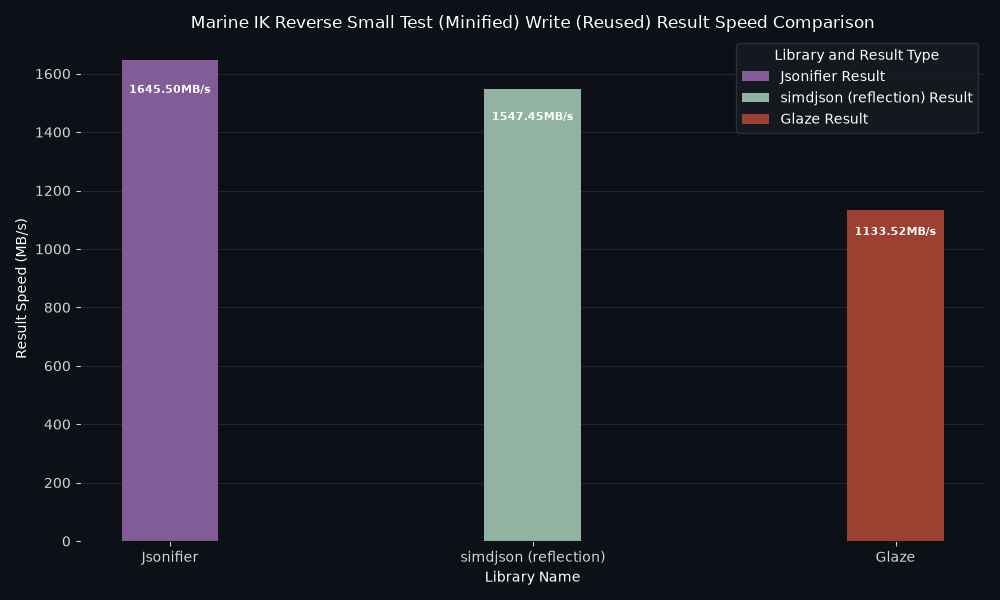 Marine IK Reverse Small Test (Minified) Write (Reused) Result Speed Comparison
Library and Result Type
Jsonifier Result
simdjson (reflection) Result
Glaze Result
1645.50MB/s
1547.45MB/s
1133.52MB/s
Result Speed (MB/s)
1600
1400
1200
1000
800
600
400
200
0
Jsonifier
simdjson (reflection)
Glaze
Library Name